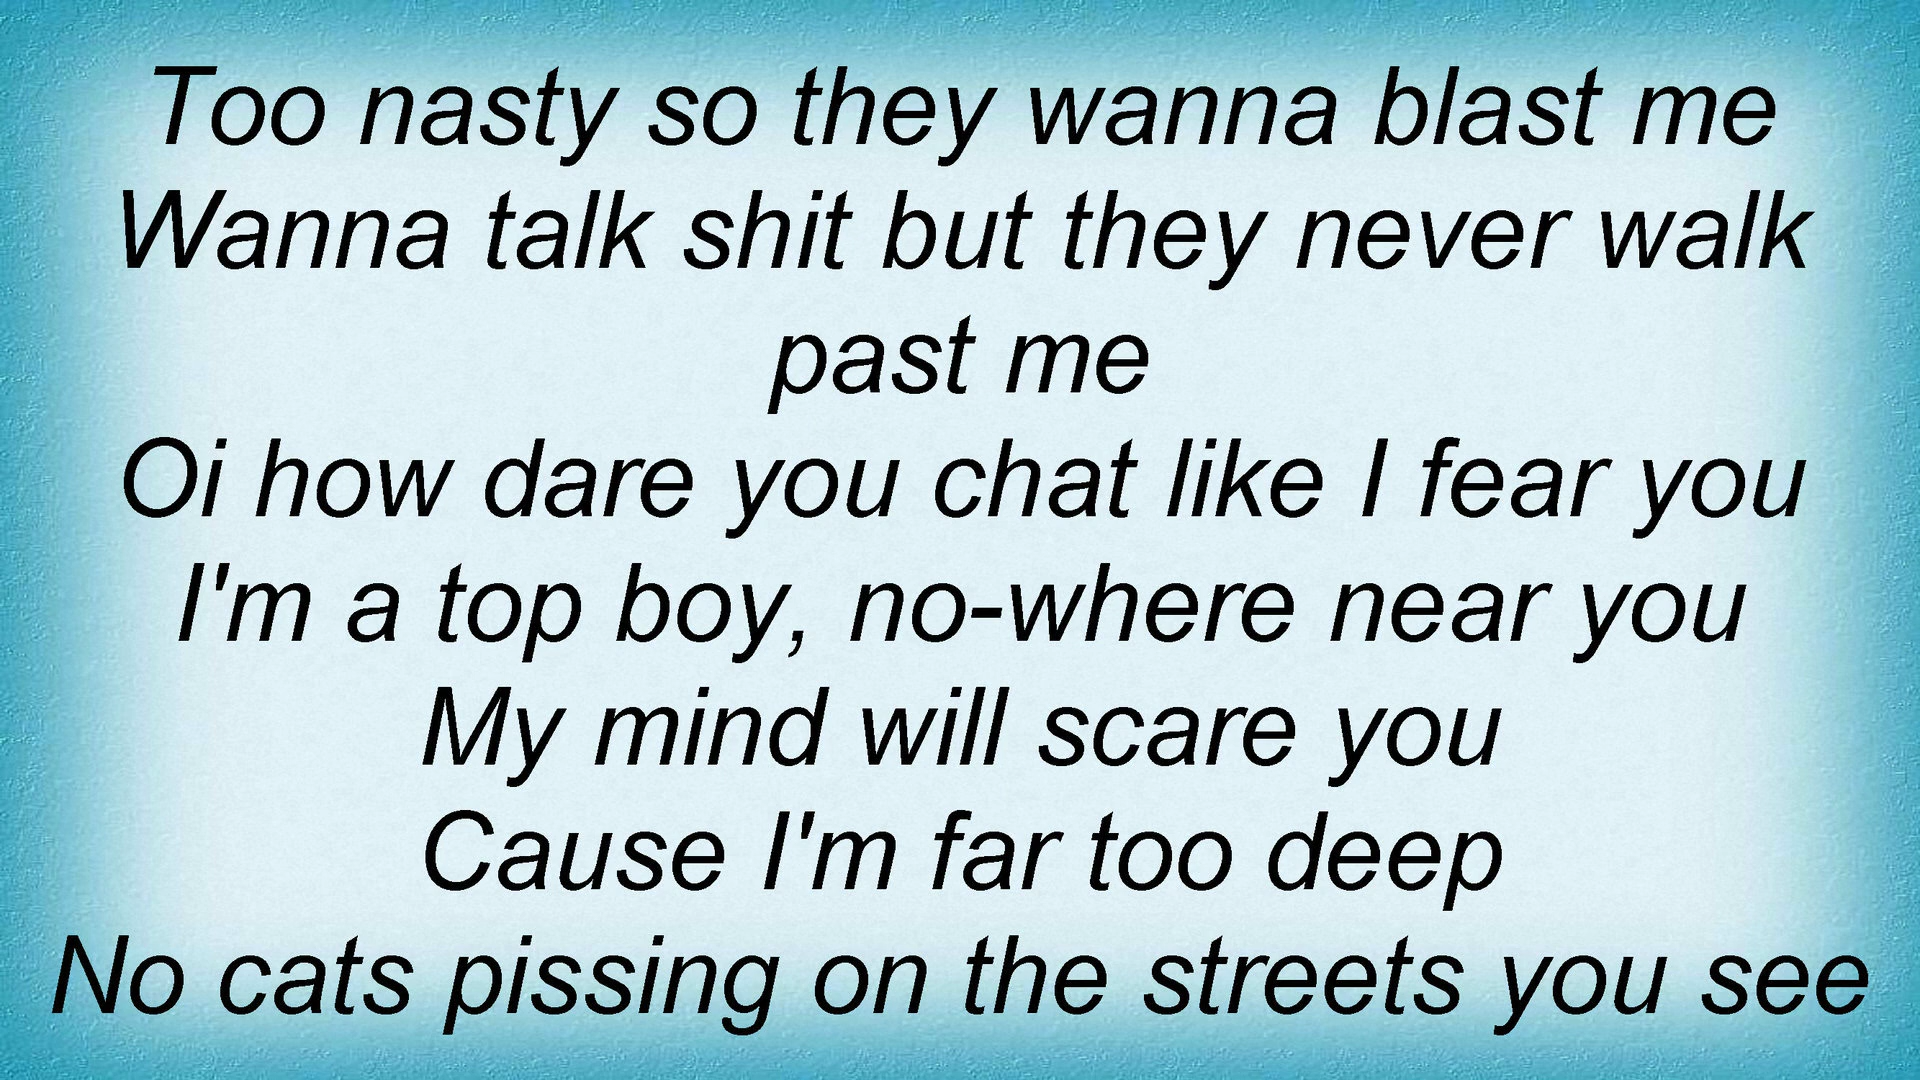 Too nasty so they wanna blast me
Wanna talk shit but they never walk
past me
Oi how dare you chat like I fear you
I'm a top boy, no-where near you
My mind will scare you
Cause I'm far too deep
No cats pissing on the streets you see